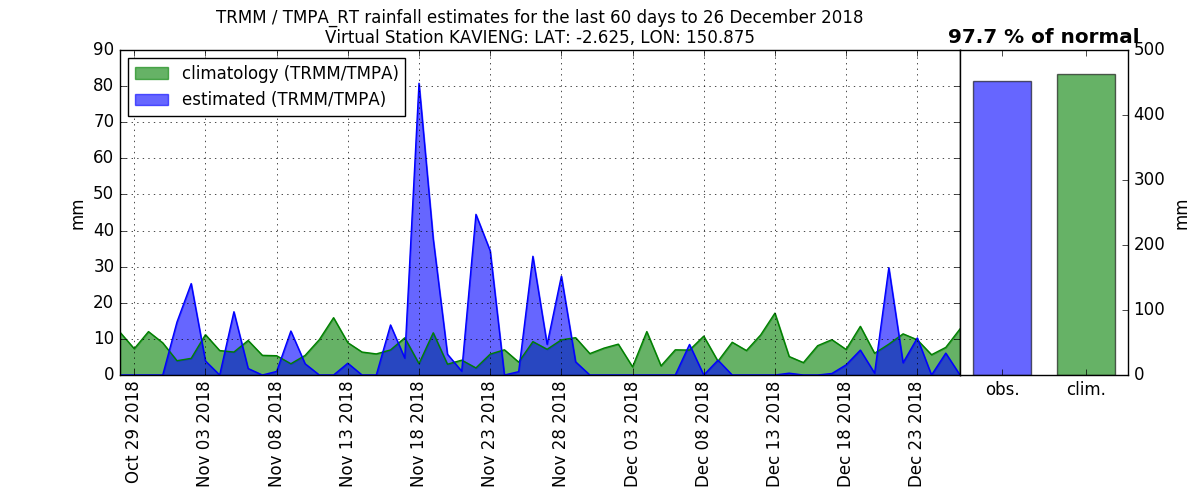 TRMM / TMPA_RT rainfall estimates for the last 60 days to 26 December 2018
Virtual Station KAVIENG: LAT: -2.625, LON: 150.875
97.7 % of normal
climatology (TRMM/TMPA)
estimated (TRMM/TMPA)
90
80
70
60
50
40
30
20
10
0
mm
500
400
300
200
100
0
mm
Oct 29 2018
Nov 03 2018
Nov 08 2018
Nov 13 2018
Nov 18 2018
Nov 23 2018
Nov 28 2018
Dec 03 2018
Dec 08 2018
Dec 13 2018
Dec 18 2018
Dec 23 2018
obs.
clim.